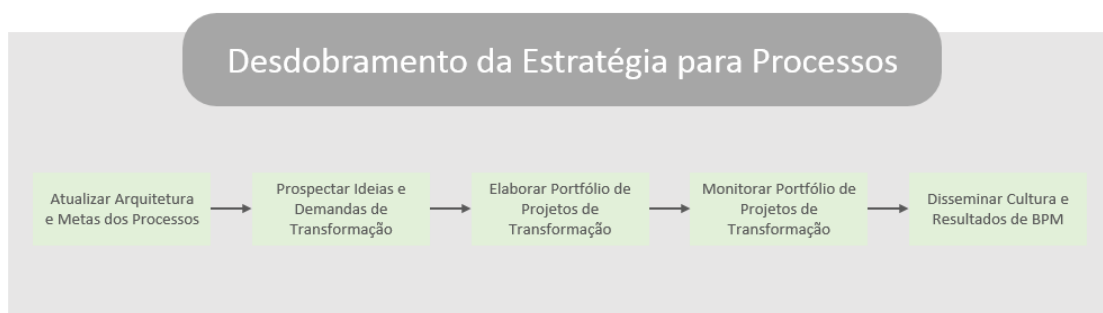 Desdobramento da Estratégia para Processos
Atualizar Arquitetura
e Metas dos Processos
Prospectar Ideias e
Demandas de
Transformação
Elaborar Portfólio de
Projetos de
Transformação
Monitorar Portfólio de
Projetos de
Transformação
Disseminar Cultura e
Resultados de BPM